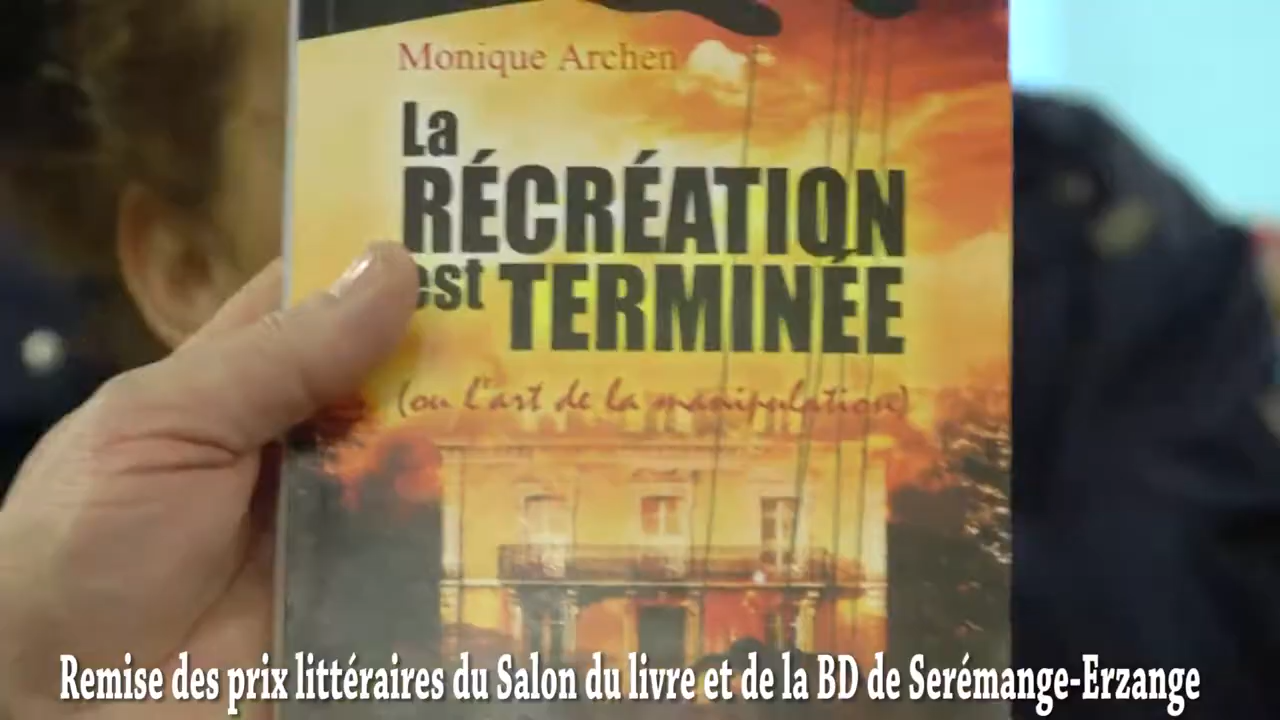 Monique Archen
La
RÉCRÉATION
est TERMINÉE
(ou l'art de la manipulation)
Remise des prix littéraires du Salon du livre et de la BD de Serémange-Erzange